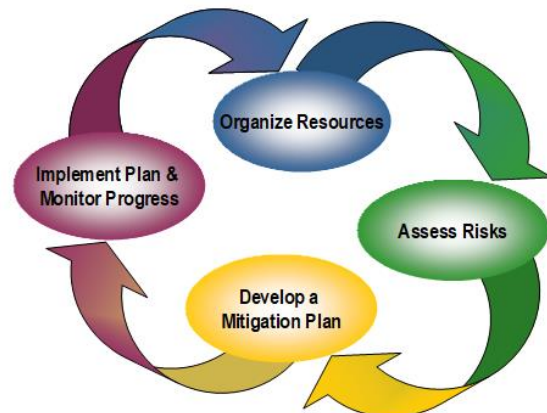 Organize Resources
Assess Risks
Develop a
Mitigation Plan
Implement Plan &
Monitor Progress